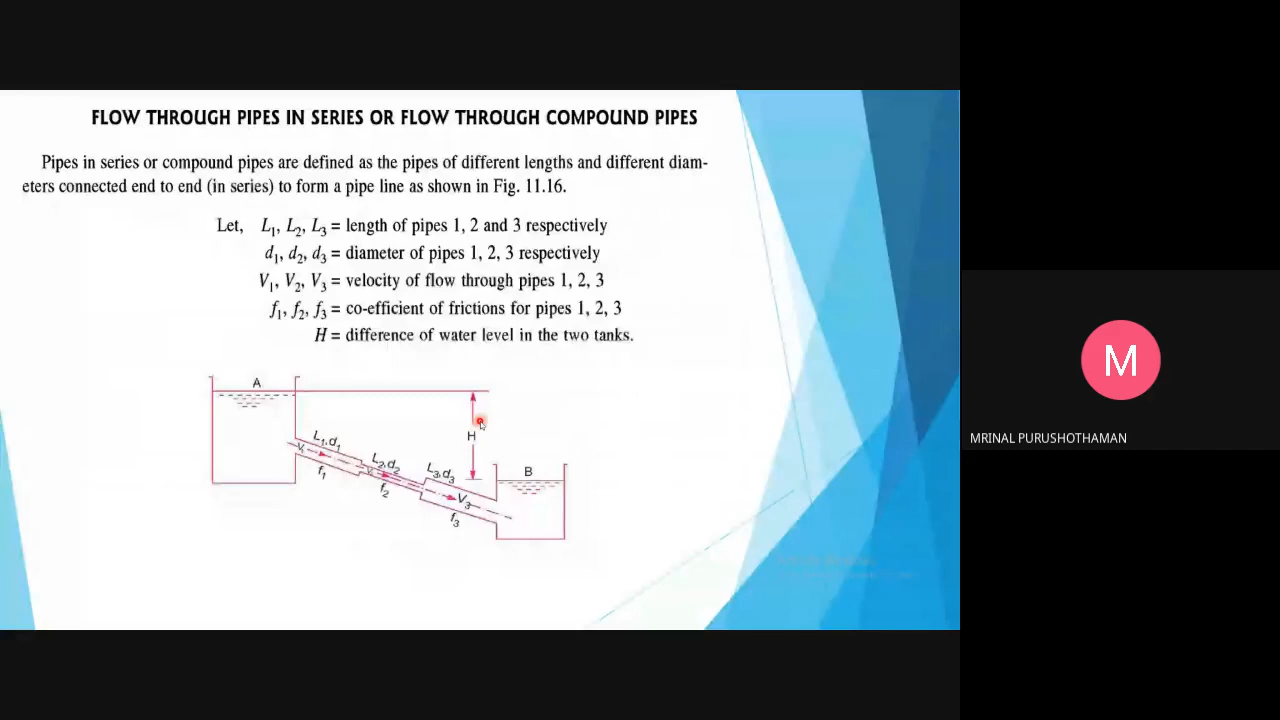 FLOW THROUGH PIPES IN SERIES OR FLOW THROUGH COMPOUND PIPES
Pipes in series or compound pipes are defined as the pipes of different lengths and different diam-
eters connected end to end (in series) to form a pipe line as shown in Fig. 11.16.
Let, L₁, L₂, L₃ = length of pipes 1, 2 and 3 respectively
d₁, d₂, d₃ = diameter of pipes 1, 2, 3 respectively
V₁, V₂, V₃ = velocity of flow through pipes 1, 2, 3
f₁, f₂, f₃ = co-efficient of frictions for pipes 1, 2, 3
H = difference of water level in the two tanks.
A
H
L₁,d₁
L₂,d₂
L₃,d₃
B
V₃
f₁
f₂
f₃
M
MRINAL PURUSHOTHAMAN